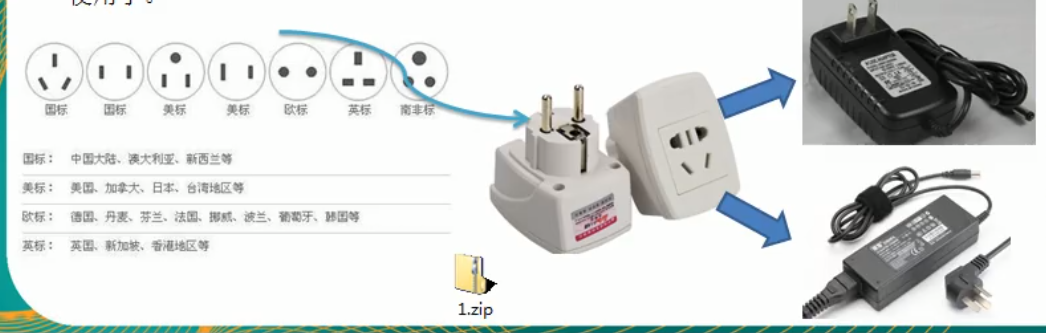 使用了。
国标 国标 美标 美标 欧标 英标 南非标
国标： 中国大陆、澳大利亚、新西兰等
美标： 美国、加拿大、日本、台湾地区等
欧标： 德国、丹麦、芬兰、法国、挪威、波兰、葡萄牙、韩国等
英标： 英国、新加坡、香港地区等
1.zip